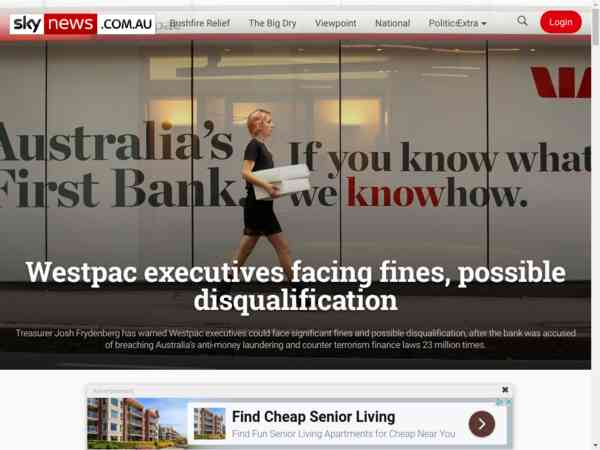 sky news .COM.AU
Bushfire Relief The Big Dry Viewpoint National Politics Extra
Login
Australia's
First Bank.
If you know what
we knowhow.
Westpac executives facing fines, possible
disqualification
Treasurer Josh Frydenberg has warned Westpac executives could face significant fines and possible disqualification, after the bank was accused
of breaching Australia's anti-money laundering and counter terrorism finance laws 23 million times.
Advertisement
Find Cheap Senior Living
Find Fun Senior Living Apartments for Cheap Near You